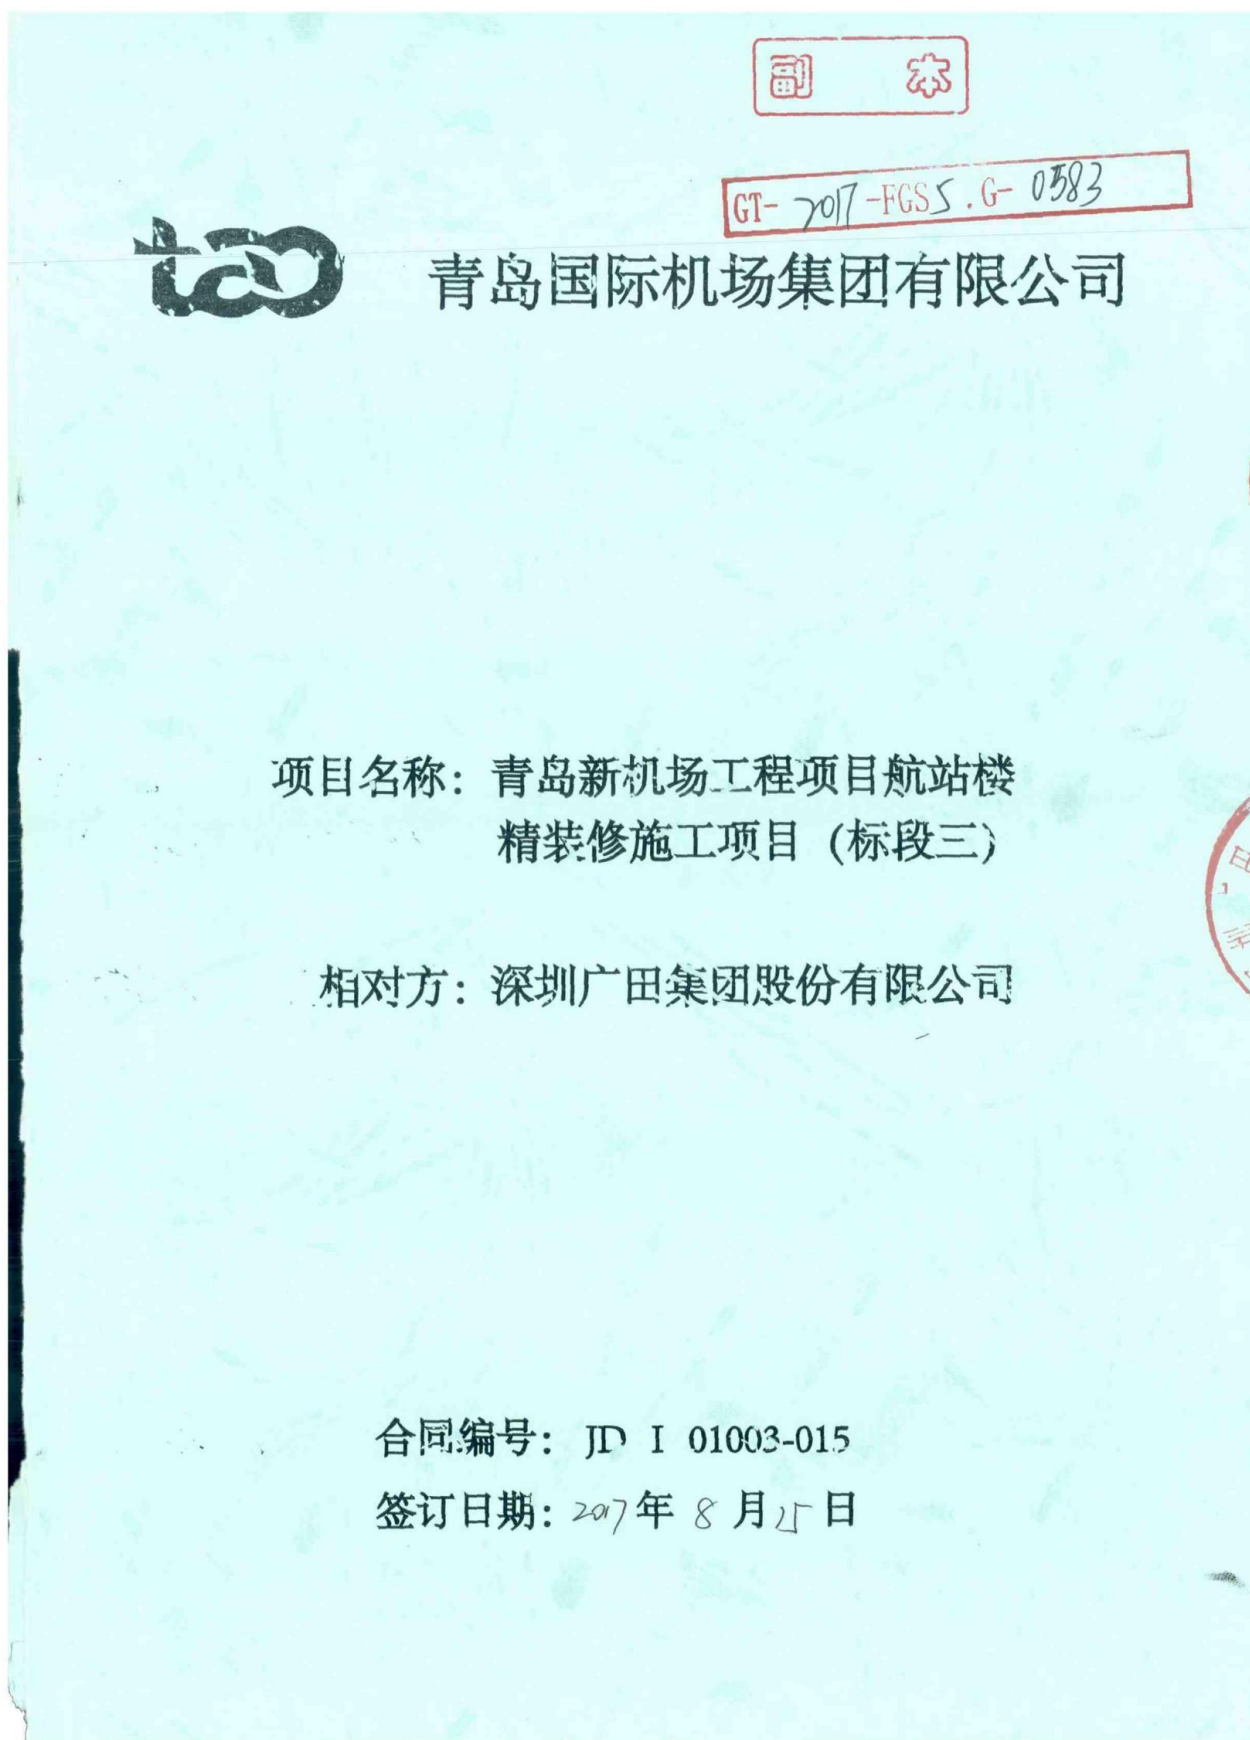 副 本
GT- 2017 -FGS5.G- 0583
tao 青岛国际机场集团有限公司
项目名称：青岛新机场工程项目航站楼
精装修施工项目（标段三）
相对方：深圳广田集团股份有限公司
合同编号：JD I 01003-015
签订日期：2017年 8 月 25 日